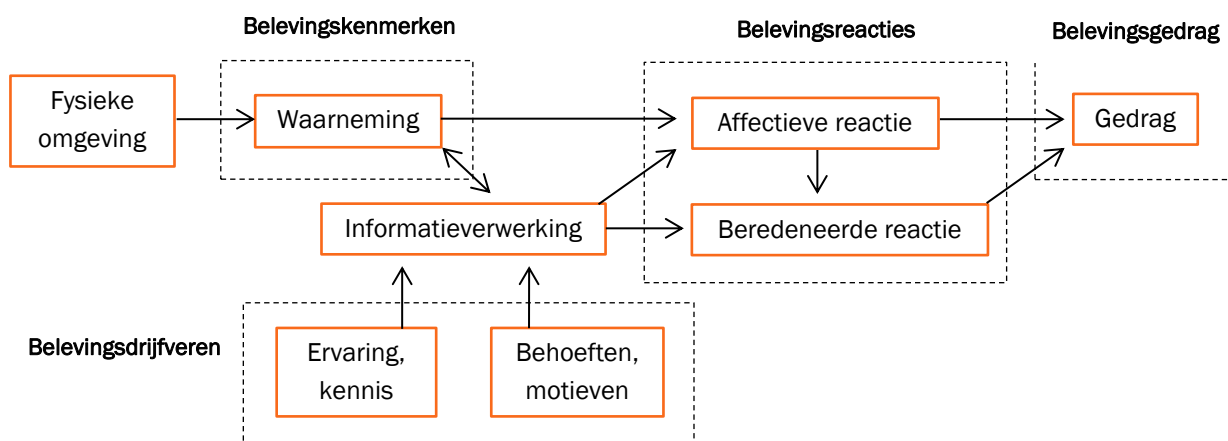 Belevingskenmerken
Belevingsreacties
Belevingsgedrag
Fysieke
omgeving
Waarneming
Affectieve reactie
Gedrag
Informatieverwerking
Beredeneerde reactie
Belevingsdrijfveren
Ervaring,
kennis
Behoeften,
motieven